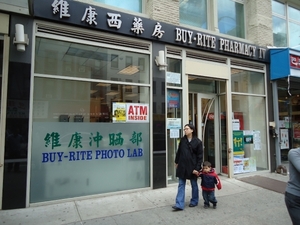 維康西藥房 BUY-RITE PHARMACY IV
ATM
INSIDE
維康沖晒部
BUY-RITE PHOTO LAB